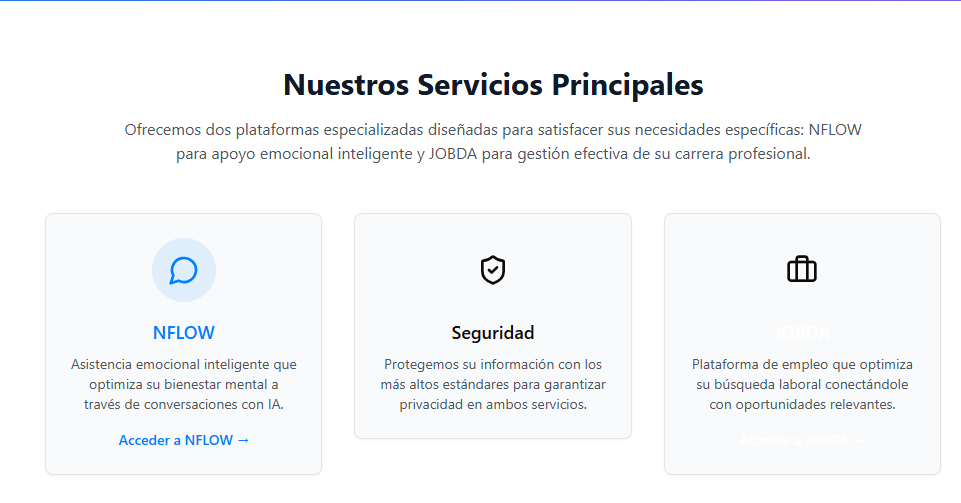 Nuestros Servicios Principales
Ofrecemos dos plataformas especializadas diseñadas para satisfacer sus necesidades específicas: NFLOW
para apoyo emocional inteligente y JOBDA para gestión efectiva de su carrera profesional.
NFLOW
Asistencia emocional inteligente que
optimiza su bienestar mental a
través de conversaciones con IA.
Acceder a NFLOW →
Seguridad
Protegemos su información con los
más altos estándares para garantizar
privacidad en ambos servicios.
JOBDA
Plataforma de empleo que optimiza
su búsqueda laboral conectándole
con oportunidades relevantes.
Acceder a JOBDA →